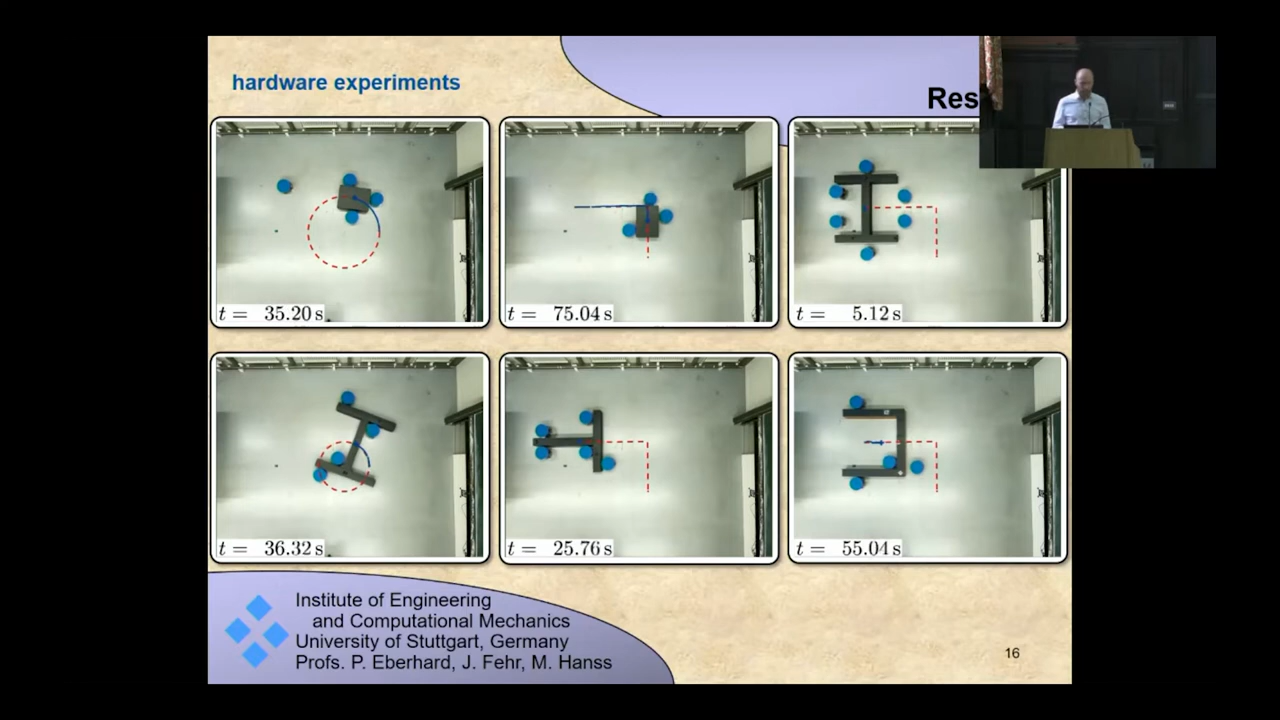 hardware experiments
Res
t = 35.20 s
t = 75.04 s
t = 5.12 s
t = 36.32 s
t = 25.76 s
t = 55.04 s
Institute of Engineering
and Computational Mechanics
University of Stuttgart, Germany
Profs. P. Eberhard, J. Fehr, M. Hanss
16